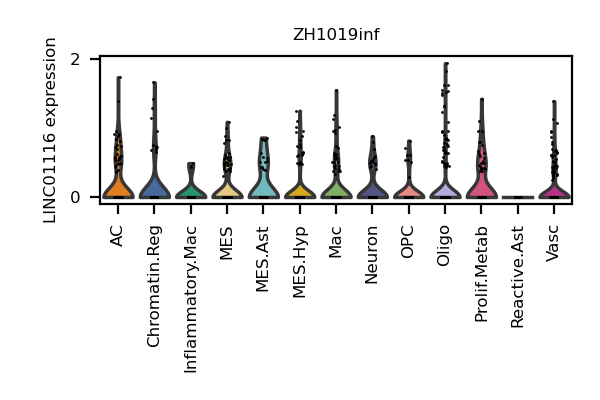 ZH1019inf
LINC01116 expression
2
0
AC
Chromatin.Reg
Inflammatory.Mac
MES
MES.Ast
MES.Hyp
Mac
Neuron
OPC
Oligo
Prolif.Metab
Reactive.Ast
Vasc